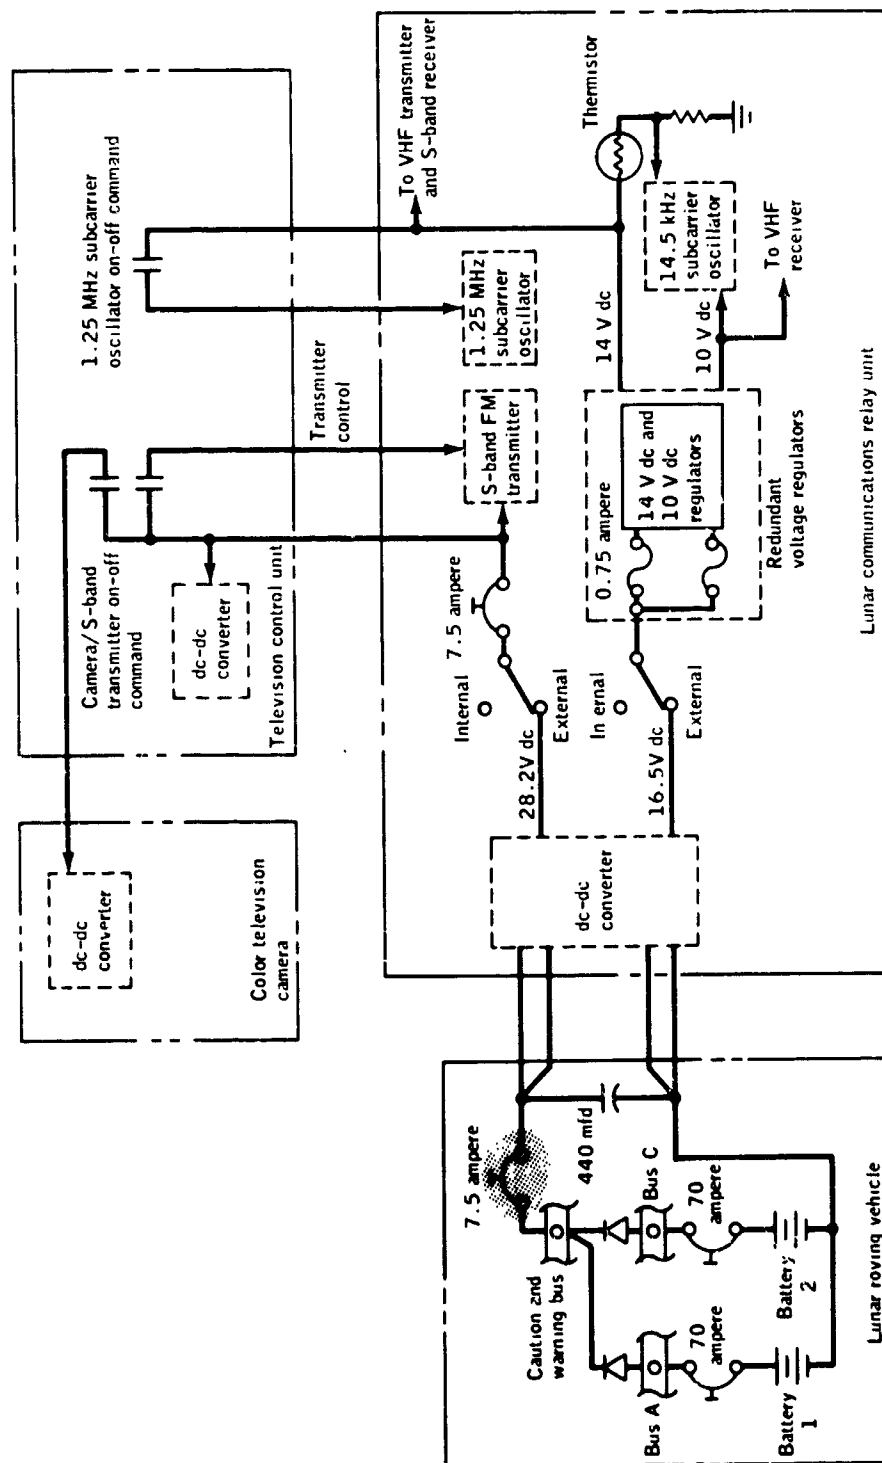 1.25 MHz subcarrier
oscillator on-off command
Camera/S-band
transmitter on-off
command
dc-dc
converter
Television control unit
dc-dc
converter
Color television
camera
Transmitter
control
To VHF transmitter
and S-band receiver
Thermistor
1.25 MHz
subcarrier
oscillator
S-band FM
transmitter
14 V dc
14.5 kHz
subcarrier
oscillator
10 V dc
To VHF
receiver
7.5 ampere
Internal
External
28.2V dc
0.75 ampere
14 V dc and
10 V dc
regulators
Redundant
voltage regulators
In ernal
External
16.5V dc
dc-dc
converter
Lunar communications relay unit
7.5 ampere
440 mfd
Caution and
warning bus
Bus C
70
ampere
Battery
2
Bus A
70
ampere
Battery
1
Lunar roving vehicle